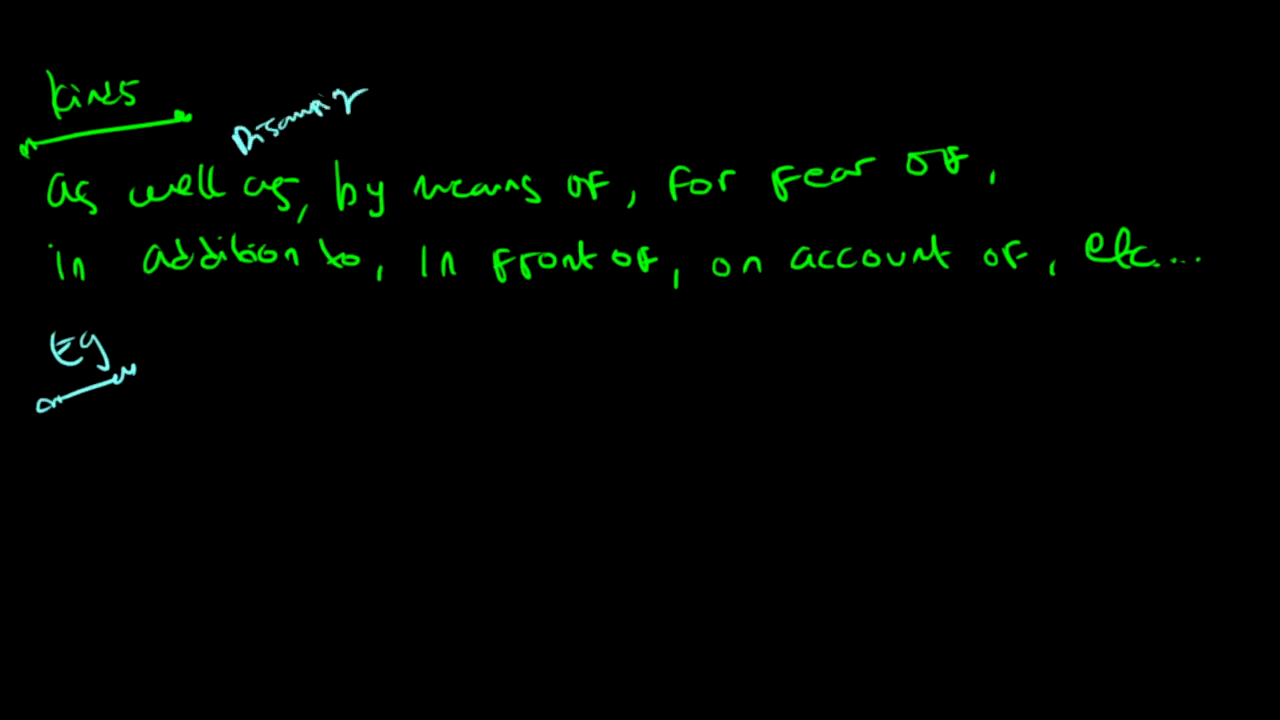 kinds
as well as, by means of, for fear of,
in addition to, in front of, on account of, etc....
Eg